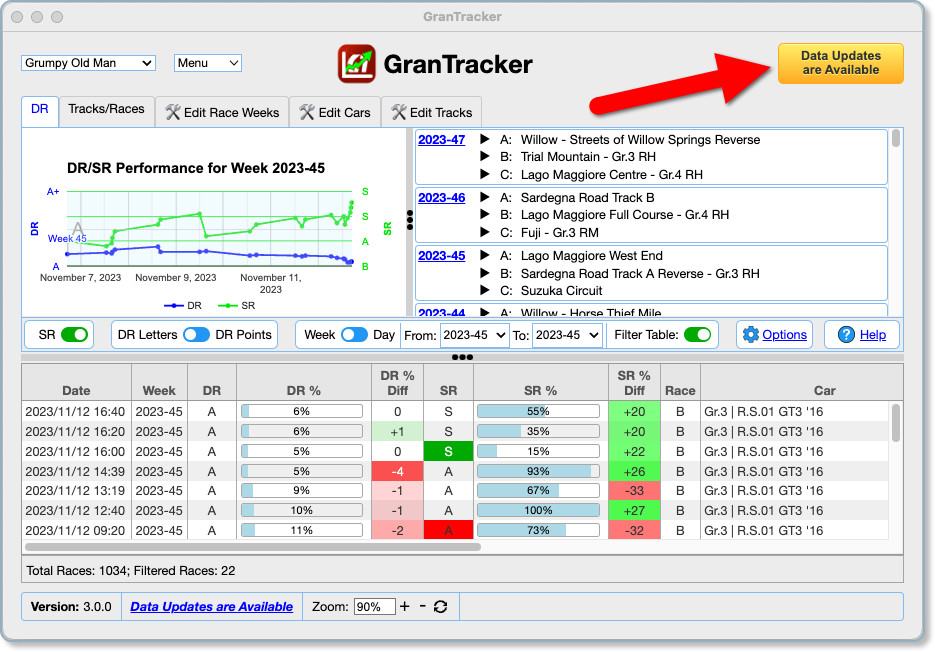 GranTracker
Grumpy Old Man
Menu
GranTracker
Data Updates
are Available
DR
Tracks/Races
Edit Race Weeks
Edit Cars
Edit Tracks
DR/SR Performance for Week 2023-45
A+
A
DR
A
Week 45
S
S
A
B
SR
November 7, 2023
November 9, 2023
November 11,
2023
DR
SR
2023-47
A: Willow - Streets of Willow Springs Reverse
B: Trial Mountain - Gr.3 RH
C: Lago Maggiore Centre - Gr.4 RH
2023-46
A: Sardegna Road Track B
B: Lago Maggiore Full Course - Gr.4 RH
C: Fuji - Gr.3 RM
2023-45
A: Lago Maggiore West End
B: Sardegna Road Track A Reverse - Gr.3 RH
C: Suzuka Circuit
2023-44
A: Willow - Horse Thief Mile
SR
DR Letters
DR Points
Week
Day
From: 2023-45
To: 2023-45
Filter Table:
Options
Help
Date Week DR DR % DR % Diff SR SR % SR % Diff Race Car
2023/11/12 16:40 2023-45 A 6% 0 S 55% +20 B Gr.3 | R.S.01 GT3 '16
2023/11/12 16:20 2023-45 A 6% +1 S 35% +20 B Gr.3 | R.S.01 GT3 '16
2023/11/12 16:00 2023-45 A 5% 0 S 15% +22 B Gr.3 | R.S.01 GT3 '16
2023/11/12 14:39 2023-45 A 5% -4 A 93% +26 B Gr.3 | R.S.01 GT3 '16
2023/11/12 13:19 2023-45 A 9% -1 A 67% -33 B Gr.3 | R.S.01 GT3 '16
2023/11/12 12:40 2023-45 A 10% -1 A 100% +27 B Gr.3 | R.S.01 GT3 '16
2023/11/12 09:20 2023-45 A 11% -2 A 73% -32 B Gr.3 | R.S.01 GT3 '16
Total Races: 1034; Filtered Races: 22
Version: 3.0.0
Data Updates are Available
Zoom: 90% + -